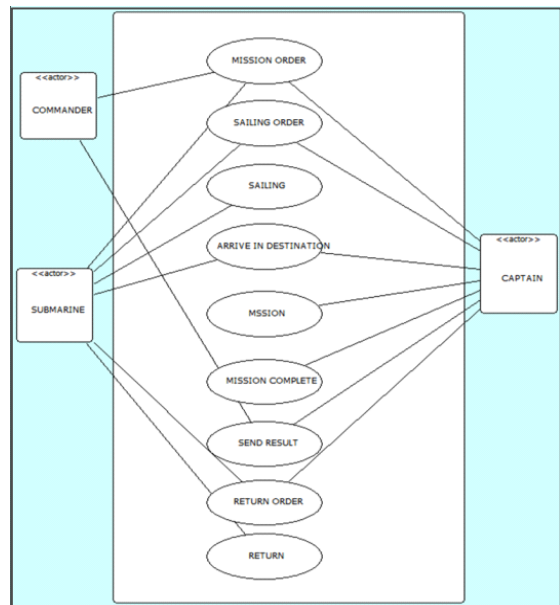 MISSION ORDER
<<actor>>
COMMANDER
SAILING ORDER
SAILING
ARRIVE IN DESTINATION
<<actor>>
CAPTAIN
<<actor>>
SUBMARINE
MSSION
MISSION COMPLETE
SEND RESULT
RETURN ORDER
RETURN